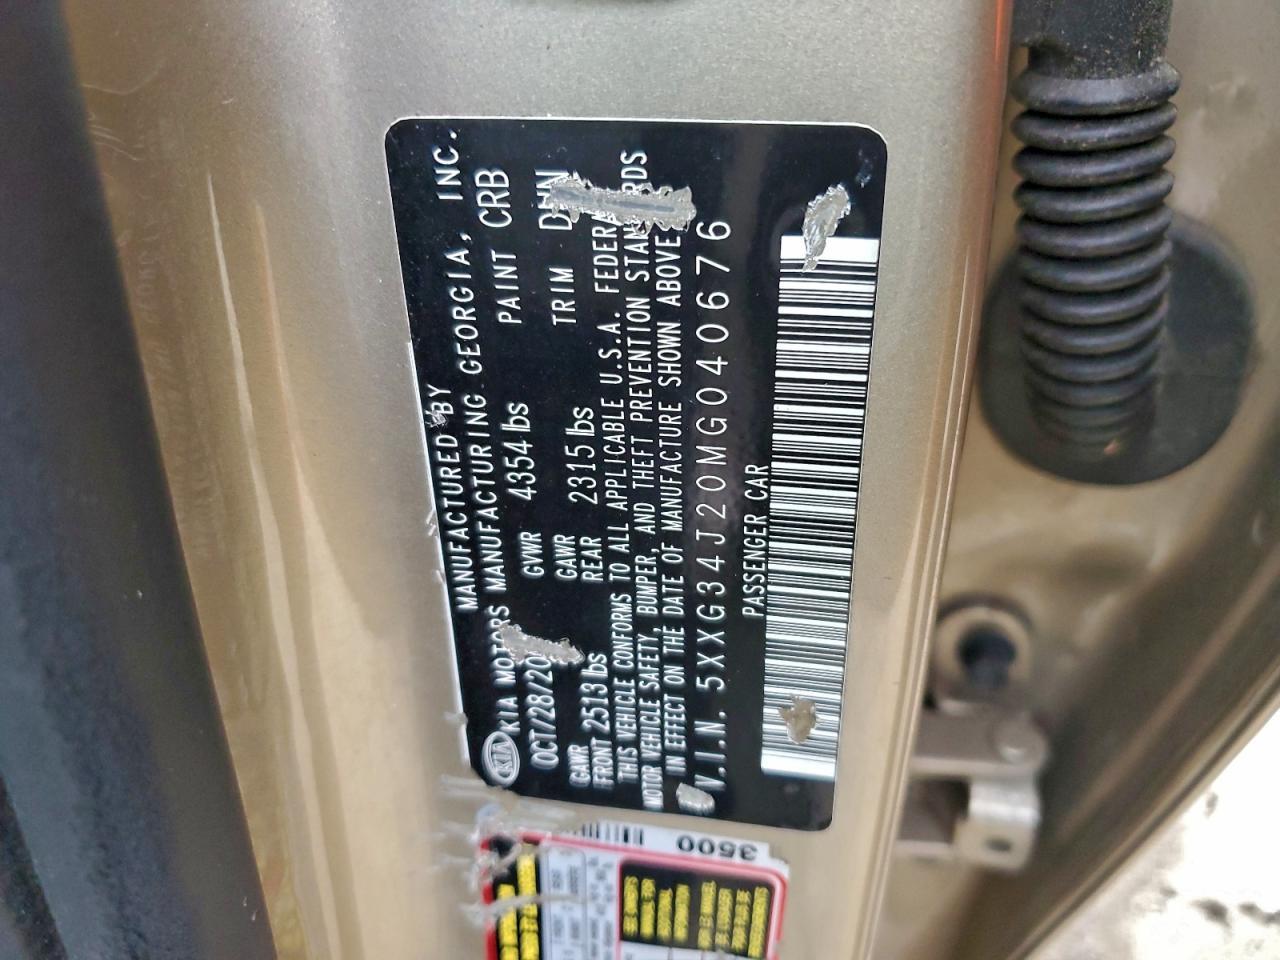 MANUFACTURED BY
KIA MOTORS MANUFACTURING GEORGIA, INC.
KIA
OCT/28/20 GVWR 4354 lbs PAINT CRB
GAWR FRONT 2513 lbs GAWR REAR 2315 lbs TRIM
THIS VEHICLE CONFORMS TO ALL APPLICABLE U.S.A.
MOTOR VEHICLE SAFETY, BUMPER, AND THEFT PREVENTION
IN EFFECT ON THE DATE OF MANUFACTURE SHOWN ABOVE
V.I.N. 5XXG34J20MG040676
PASSENGER CAR
3500